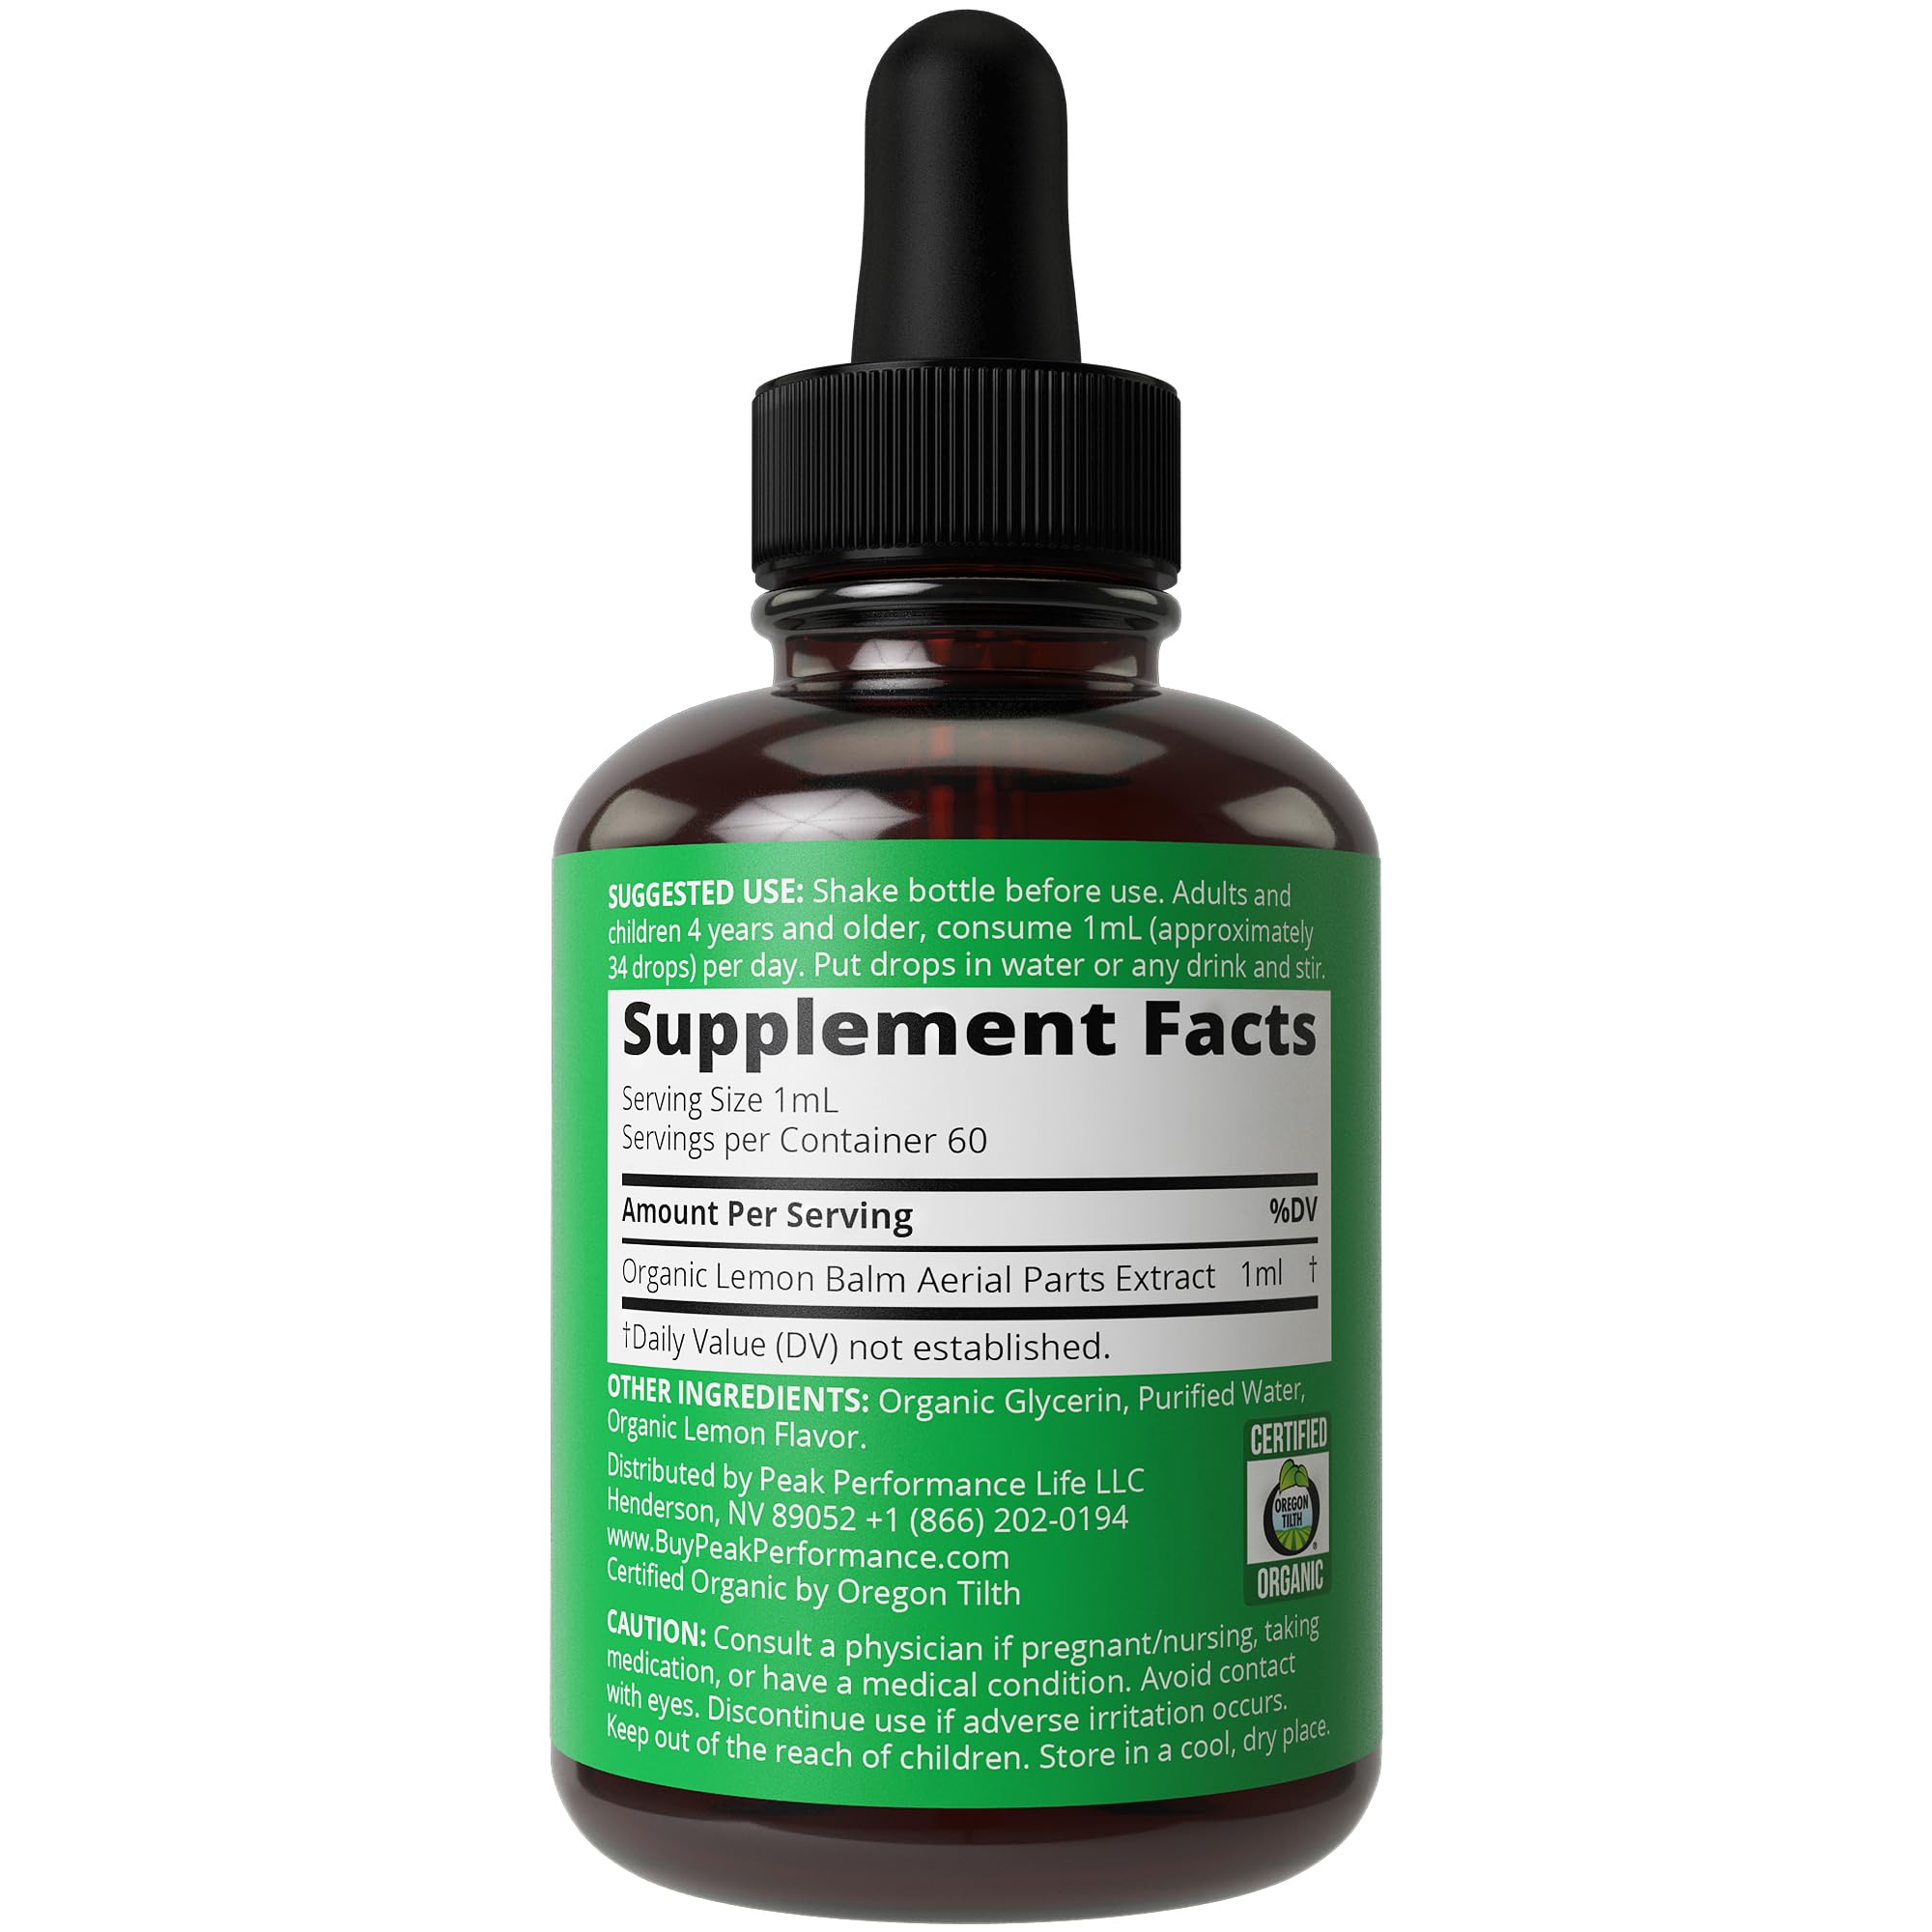 SUGGESTED USE: Shake bottle before use. Adults and
children 4 years and older, consume 1mL (approximately
34 drops) per day. Put drops in water or any drink and stir.
Supplement Facts
Serving Size 1mL
Servings per Container 60
Amount Per Serving %DV
Organic Lemon Balm Aerial Parts Extract 1ml †
†Daily Value (DV) not established.
OTHER INGREDIENTS: Organic Glycerin, Purified Water,
Organic Lemon Flavor.
Distributed by Peak Performance Life LLC
Henderson, NV 89052 +1 (866) 202-0194
www.BuyPeakPerformance.com
Certified Organic by Oregon Tilth
CERTIFIED
OREGON
TILTH
®
ORGANIC
CAUTION: Consult a physician if pregnant/nursing, taking
medication, or have a medical condition. Avoid contact
with eyes. Discontinue use if adverse irritation occurs.
Keep out of the reach of children. Store in a cool, dry place.